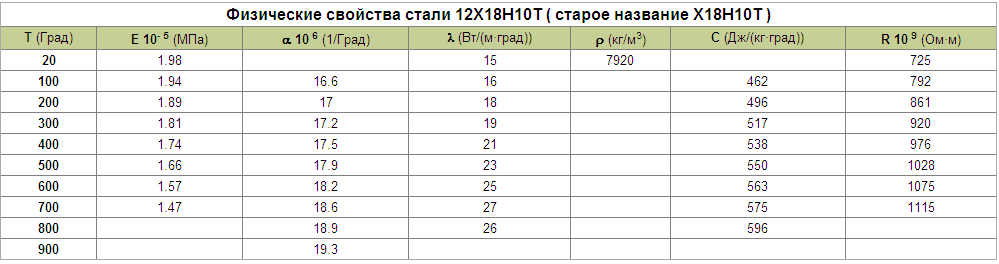 Физические свойства стали 12Х18Н10Т ( старое название Х18Н10Т )
T (Град) E 10- 5 (МПа) α 10 6 (1/Град) λ (Вт/(м·град)) ρ (кг/м3) C (Дж/(кг·град)) R 10 9 (Ом·м)
20 1.98 15 7920 725
100 1.94 16.6 16 462 792
200 1.89 17 18 496 861
300 1.81 17.2 19 517 920
400 1.74 17.5 21 538 976
500 1.66 17.9 23 550 1028
600 1.57 18.2 25 563 1075
700 1.47 18.6 27 575 1115
800 18.9 26 596
900 19.3